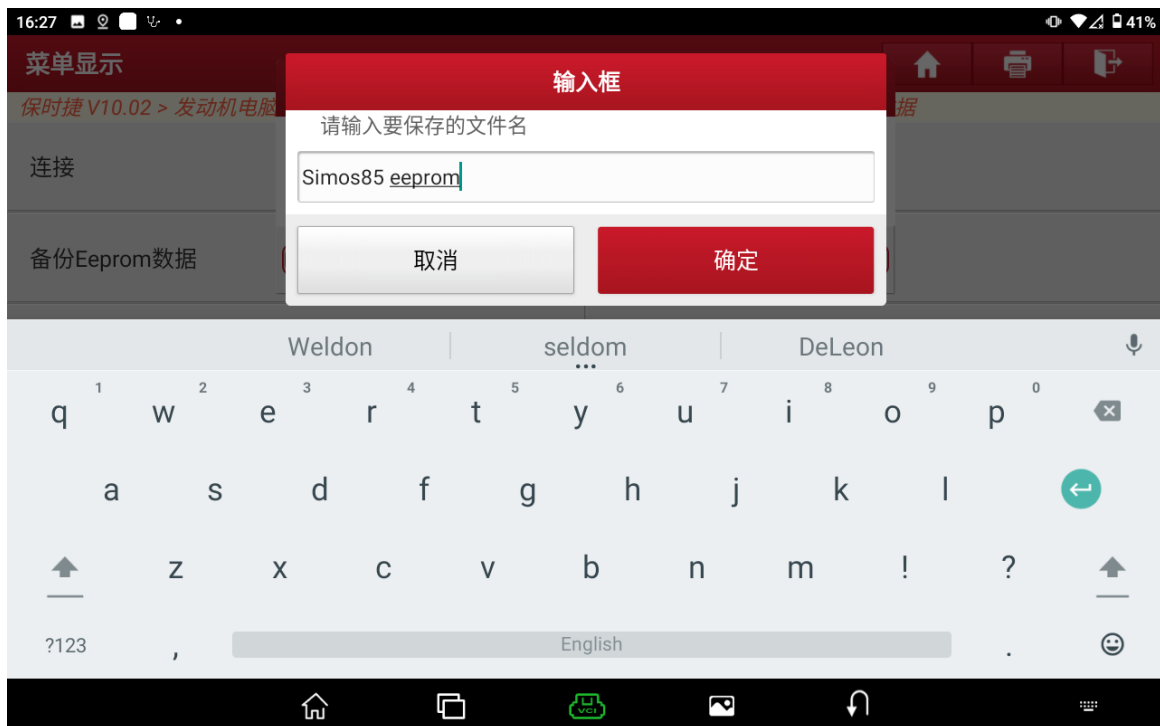 16:27 41%
菜单显示
输入框
保时捷 V10.02 > 发动机电脑
据
请输入要保存的文件名
连接
Simos85 eeprom
备份Eeprom数据
取消
确定
Weldon seldom DeLeon
1 2 3 4 5 6 7 8 9 0
q w e r t y u i o p
a s d f g h j k l
z x c v b n m ! ?
?123 , English .
VCI